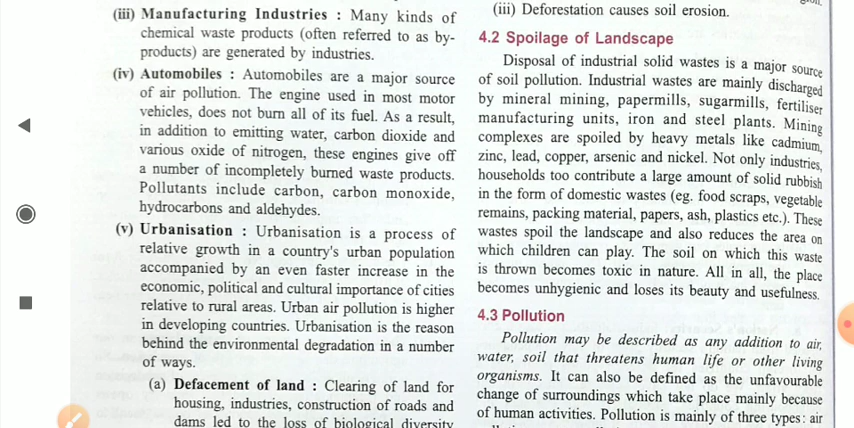 (iii) Manufacturing Industries : Many kinds of
chemical waste products (often referred to as by-
products) are generated by industries.
(iv) Automobiles : Automobiles are a major source
of air pollution. The engine used in most motor
vehicles, does not burn all of its fuel. As a result,
in addition to emitting water, carbon dioxide and
various oxide of nitrogen, these engines give off
a number of incompletely burned waste products.
Pollutants include carbon, carbon monoxide,
hydrocarbons and aldehydes.
(v) Urbanisation : Urbanisation is a process of
relative growth in a country's urban population
accompanied by an even faster increase in the
economic, political and cultural importance of cities
relative to rural areas. Urban air pollution is higher
in developing countries. Urbanisation is the reason
behind the environmental degradation in a number
of ways.
(a) Defacement of land : Clearing of land for
housing, industries, construction of roads and
dams led to the loss of biological diversity
(iii) Deforestation causes soil erosion.
4.2 Spoilage of Landscape
Disposal of industrial solid wastes is a major source
of soil pollution. Industrial wastes are mainly discharged
by mineral mining, papermills, sugarmills, fertiliser
manufacturing units, iron and steel plants. Mining
complexes are spoiled by heavy metals like cadmium,
zinc, lead, copper, arsenic and nickel. Not only industries,
households too contribute a large amount of solid rubbish
in the form of domestic wastes (eg. food scraps, vegetable
remains, packing material, papers, ash, plastics etc.). These
wastes spoil the landscape and also reduces the area on
which children can play. The soil on which this waste
is thrown becomes toxic in nature. All in all, the place
becomes unhygienic and loses its beauty and usefulness.
4.3 Pollution
Pollution may be described as any addition to air,
water, soil that threatens human life or other living
organisms. It can also be defined as the unfavourable
change of surroundings which take place mainly because
of human activities. Pollution is mainly of three types: air